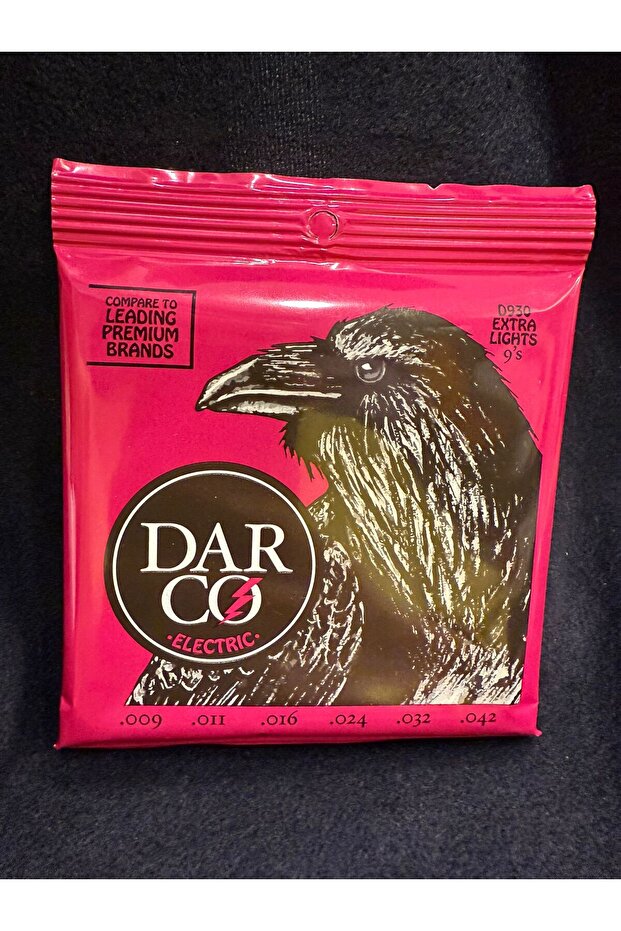 COMPARE TO
LEADING
PREMIUM
BRANDS
D930
EXTRA
LIGHTS
9's
DAR
CO
·ELECTRIC·
.009 .011 .016 .024 .032 .042